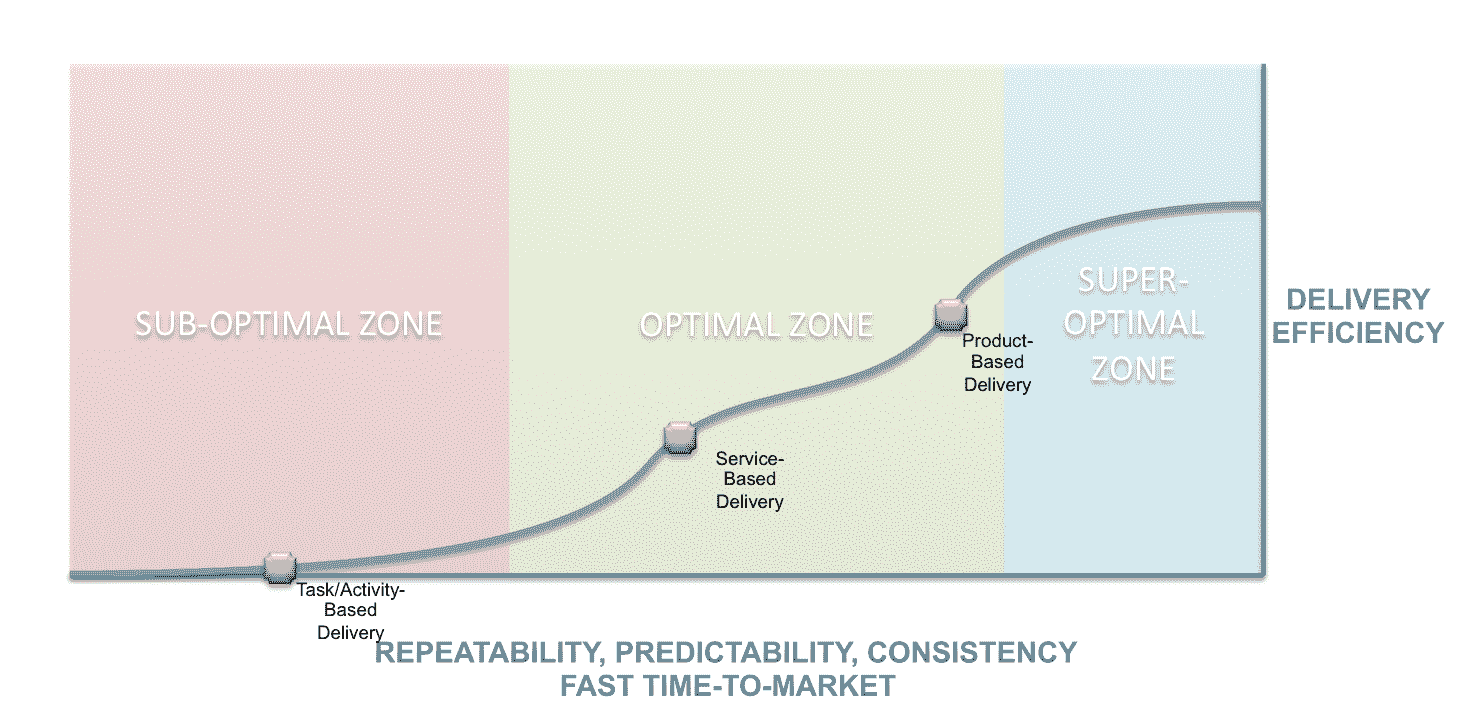 SUB-OPTIMAL ZONE
OPTIMAL ZONE
SUPER-
OPTIMAL
ZONE
DELIVERY
EFFICIENCY
Product-
Based
Delivery
Service-
Based
Delivery
Task/Activity-
Based
Delivery
REPEATABILITY, PREDICTABILITY, CONSISTENCY
FAST TIME-TO-MARKET